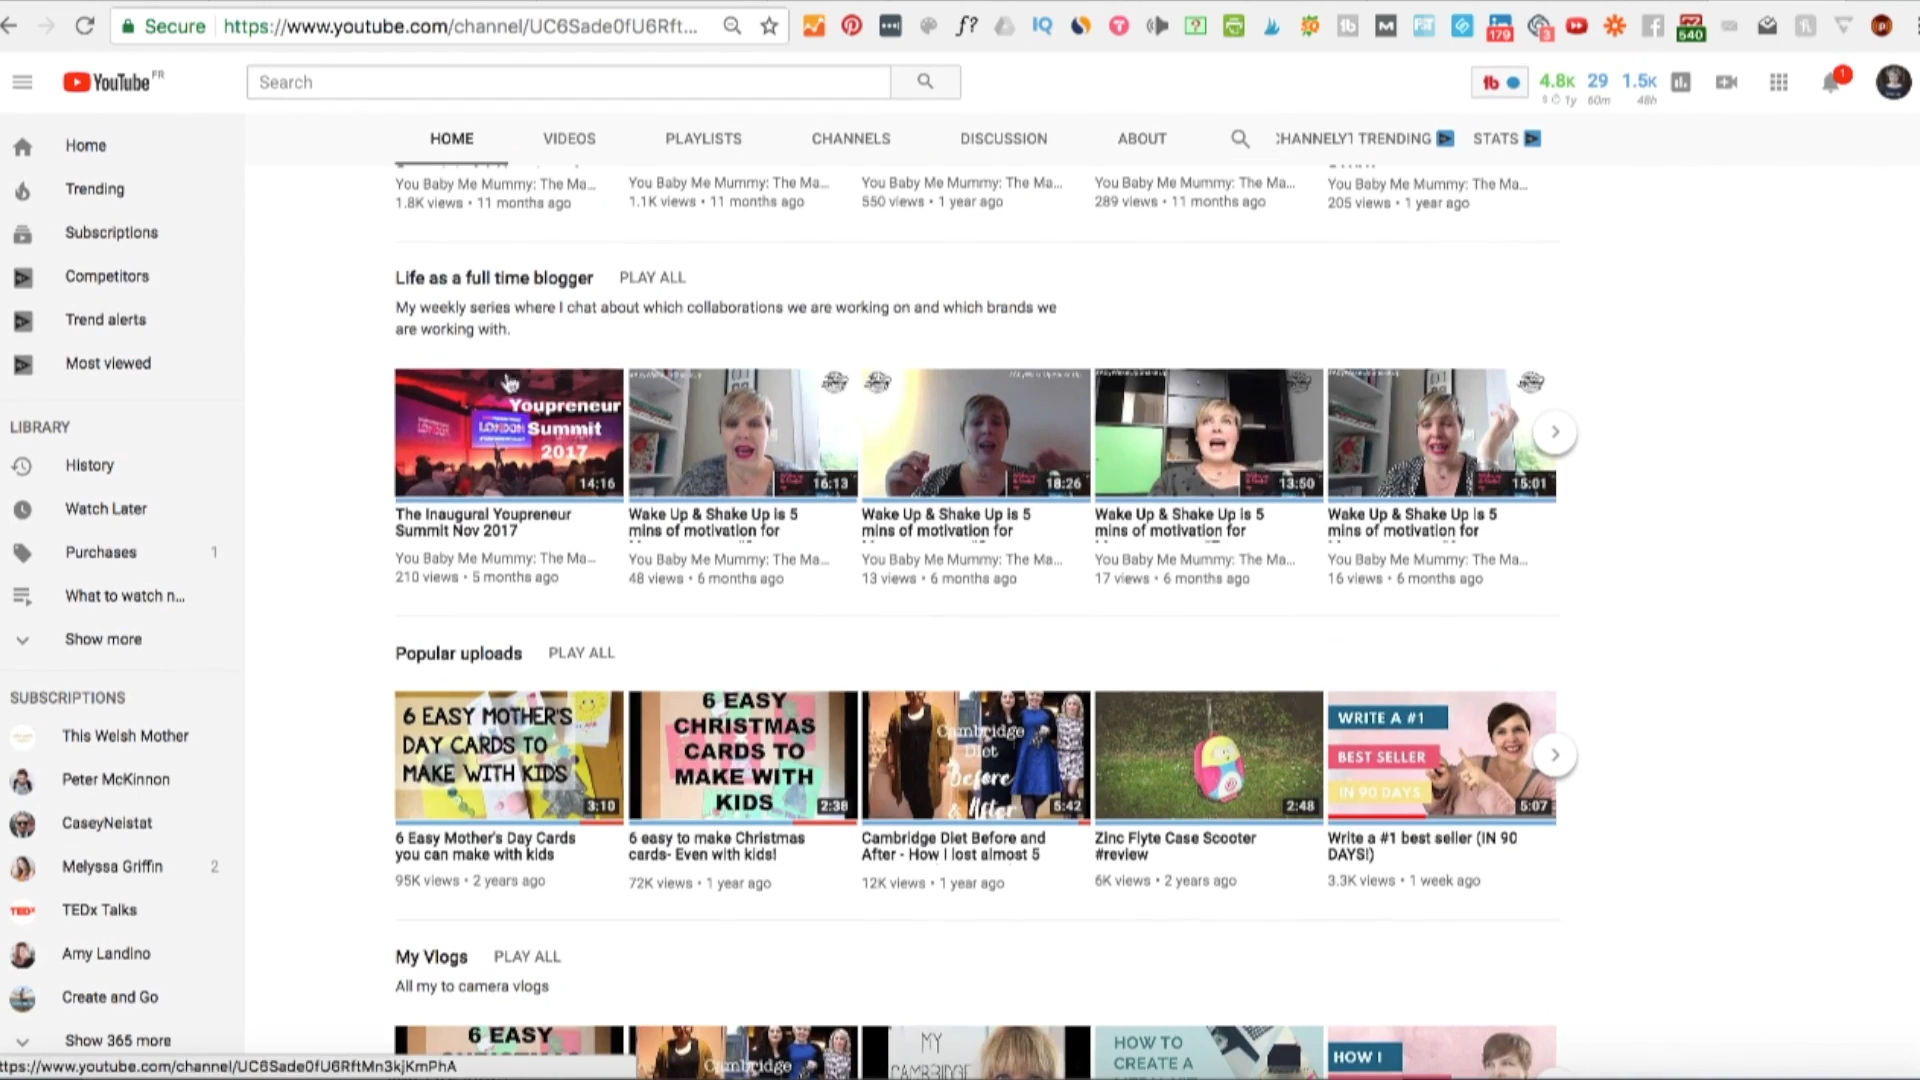 Secure https://www.youtube.com/channel/UC6Sade0fU6Rft...
f? IQ 179 3 540
YouTube FR
Search
4.8K 29 1.5K
1y 60m 48h
1
HOME VIDEOS PLAYLISTS CHANNELS DISCUSSION ABOUT TRENDING STATS
Home
Trending
Subscriptions
Competitors
Trend alerts
Most viewed
LIBRARY
History
Watch Later
Purchases 1
What to watch n...
Show more
SUBSCRIPTIONS
This Welsh Mother
Peter McKinnon
CaseyNeistat
Melyssa Griffin 2
TEDx Talks
Amy Landino
Create and Go
Show 365 more
You Baby Me Mummy: The Ma...
1.8K views • 11 months ago
You Baby Me Mummy: The Ma...
1.1K views • 11 months ago
You Baby Me Mummy: The Ma...
550 views • 1 year ago
You Baby Me Mummy: The Ma...
289 views • 11 months ago
You Baby Me Mummy: The Ma...
205 views • 1 year ago
Life as a full time blogger PLAY ALL
My weekly series where I chat about which collaborations we are working on and which brands we
are working with.
Youpreneur
Summit
2017
LONDON
14:16
The Inaugural Youpreneur
Summit Nov 2017
You Baby Me Mummy: The Ma...
210 views • 5 months ago
16:13
Wake Up & Shake Up is 5
mins of motivation for
You Baby Me Mummy: The Ma...
48 views • 6 months ago
18:26
Wake Up & Shake Up is 5
mins of motivation for
You Baby Me Mummy: The Ma...
13 views • 6 months ago
13:50
Wake Up & Shake Up is 5
mins of motivation for
You Baby Me Mummy: The Ma...
17 views • 6 months ago
15:01
Wake Up & Shake Up is 5
mins of motivation for
You Baby Me Mummy: The Ma...
16 views • 6 months ago
Popular uploads PLAY ALL
6 EASY MOTHER'S
DAY CARDS TO
MAKE WITH KIDS
3:10
6 Easy Mother's Day Cards
you can make with kids
95K views • 2 years ago
6 EASY
CHRISTMAS
CARDS TO
MAKE WITH
KIDS
2:38
6 easy to make Christmas
cards- Even with kids!
72K views • 1 year ago
Cambridge
Diet
Before
& After
5:42
Cambridge Diet Before and
After - How I lost almost 5
12K views • 1 year ago
2:48
Zinc Flyte Case Scooter
#review
6K views • 2 years ago
WRITE A #1
BEST SELLER
IN 90 DAYS
5:07
Write a #1 best seller (IN 90
DAYS!)
3.3K views • 1 week ago
My Vlogs PLAY ALL
All my to camera vlogs
6 EASY
Cambridge
MY
CAMBRIDGE
HOW TO
CREATE A
HOW I
ttps://www.youtube.com/channel/UC6Sade0fU6RftMn3kjKmPhA